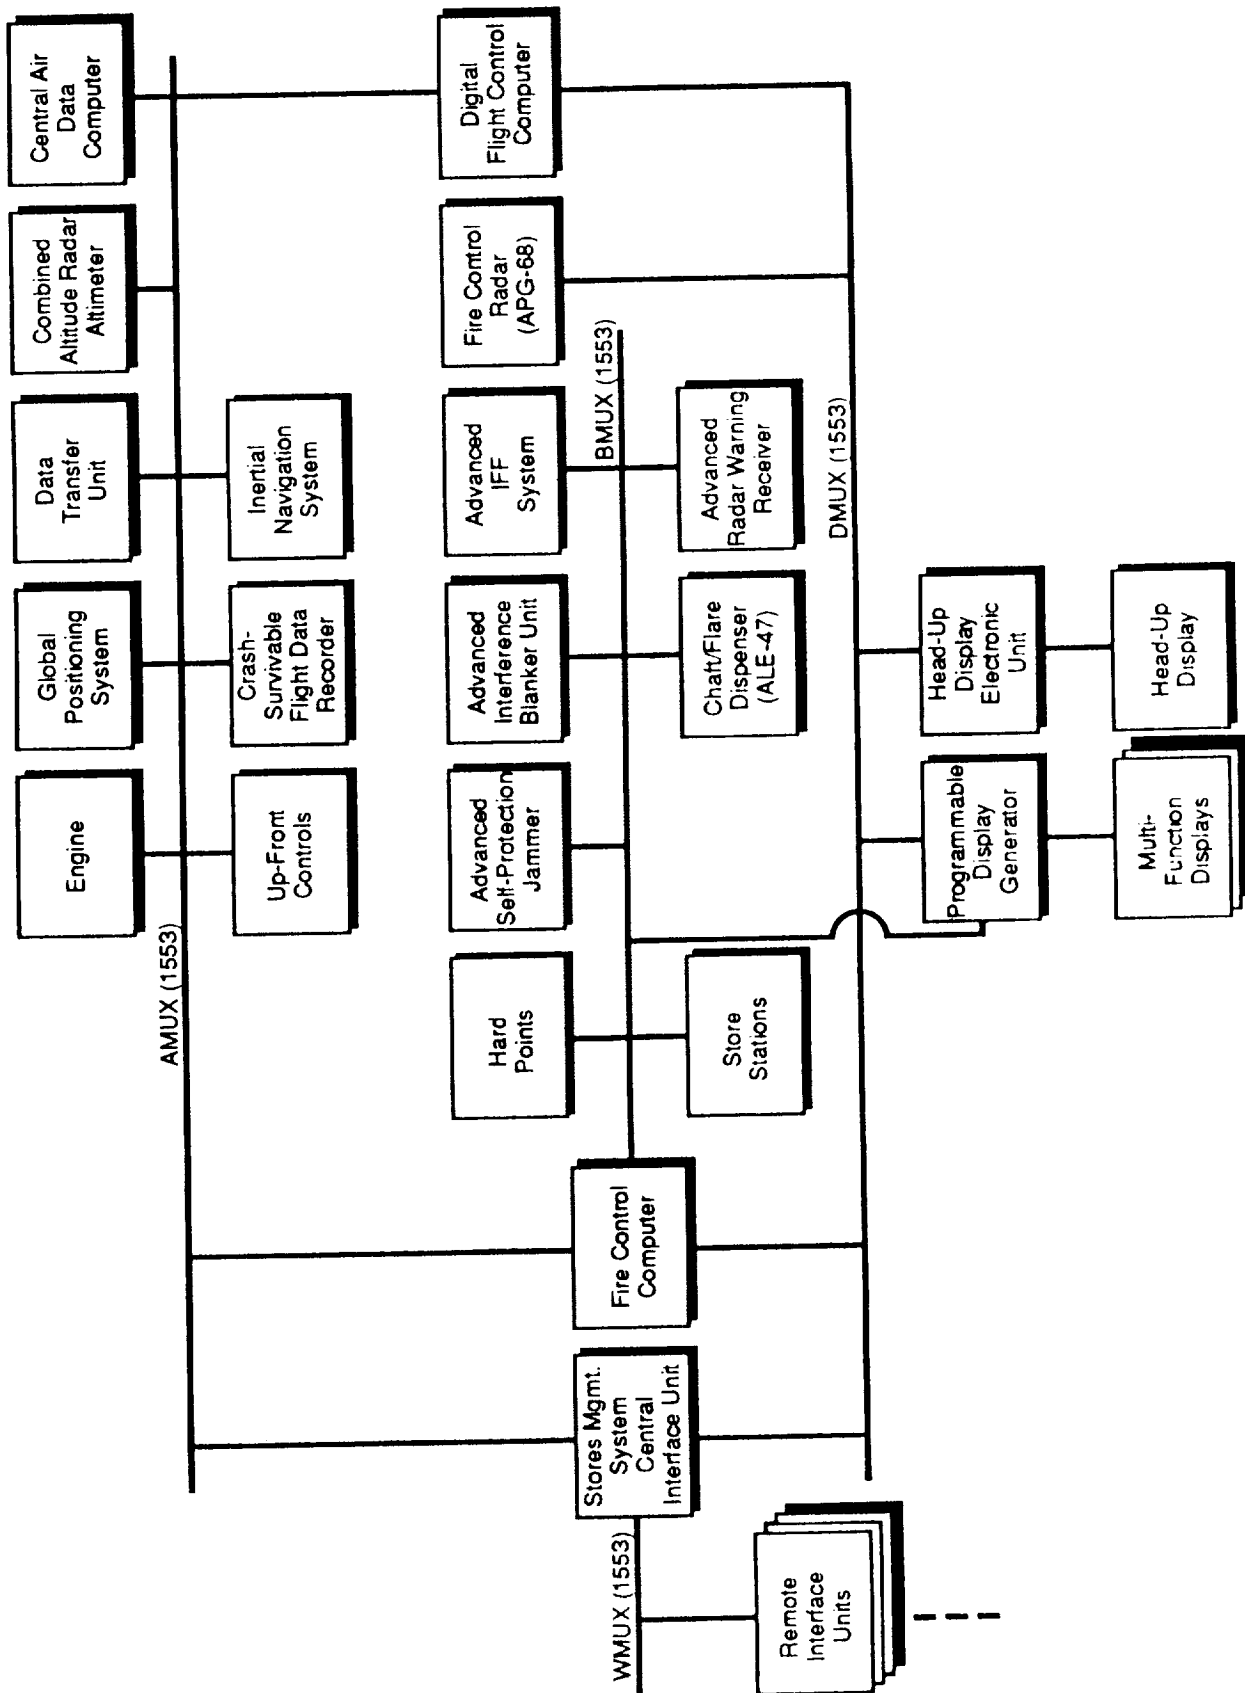 Engine
Global
Positioning
System
Data
Transfer
Unit
Combined
Altitude Radar
Altimeter
Central Air
Data
Computer
AMUX (1553)
Up-Front
Controls
Crash-
Survivable
Flight Data
Recorder
Inertial
Navigation
System
Hard
Points
Advanced
Self-Protection
Jammer
Advanced
Interference
Blanker Unit
Advanced
IFF
System
Fire Control
Radar
(APG-68)
Digital
Flight Control
Computer
Stores Mgmt.
System
Central
Interface Unit
Fire Control
Computer
BMUX (1553)
WMUX (1553)
Store
Stations
Chaff/Flare
Dispenser
(ALE-47)
Advanced
Radar Warning
Receiver
Remote
Interface
Units
DMUX (1553)
Programmable
Display
Generator
Head-Up
Display
Electronic
Unit
Multi-
Function
Displays
Head-Up
Display